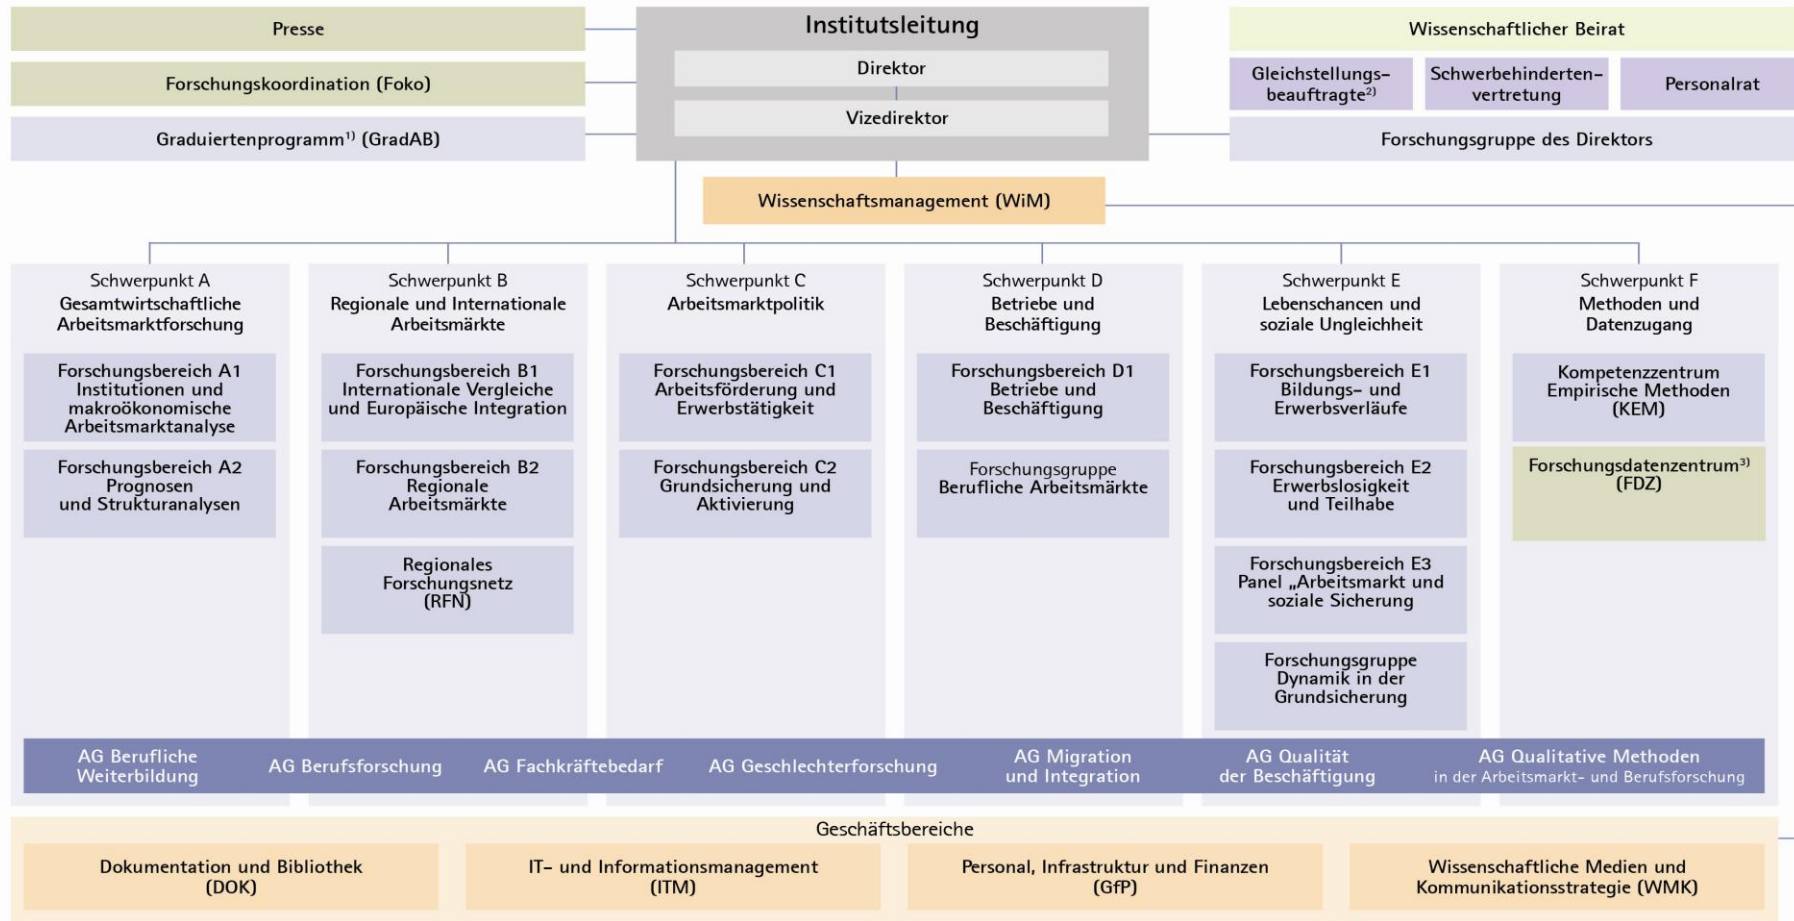 Presse
Forschungskoordination (Foko)
Graduiertenprogramm¹⁾ (GradAB)
Institutsleitung
Direktor
Vizedirektor
Wissenschaftlicher Beirat
Gleichstellungs-
beauftragte²⁾
Schwerbehinderten-
vertretung
Personalrat
Forschungsgruppe des Direktors
Wissenschaftsmanagement (WiM)
Schwerpunkt A
Gesamtwirtschaftliche
Arbeitsmarktforschung
Forschungsbereich A1
Institutionen und
makroökonomische
Arbeitsmarktanalyse
Forschungsbereich A2
Prognosen
und Strukturanalysen
Schwerpunkt B
Regionale und Internationale
Arbeitsmärkte
Forschungsbereich B1
Internationale Vergleiche
und Europäische Integration
Forschungsbereich B2
Regionale
Arbeitsmärkte
Regionales
Forschungsnetz
(RFN)
Schwerpunkt C
Arbeitsmarktpolitik
Forschungsbereich C1
Arbeitsförderung und
Erwerbstätigkeit
Forschungsbereich C2
Grundsicherung und
Aktivierung
Schwerpunkt D
Betriebe und
Beschäftigung
Forschungsbereich D1
Betriebe und
Beschäftigung
Forschungsgruppe
Berufliche Arbeitsmärkte
Schwerpunkt E
Lebenschancen und
soziale Ungleichheit
Forschungsbereich E1
Bildungs- und
Erwerbsverläufe
Forschungsbereich E2
Erwerbslosigkeit
und Teilhabe
Forschungsbereich E3
Panel „Arbeitsmarkt und
soziale Sicherung
Forschungsgruppe
Dynamik in der
Grundsicherung
Schwerpunkt F
Methoden und
Datenzugang
Kompetenzzentrum
Empirische Methoden
(KEM)
Forschungsdatenzentrum³⁾
(FDZ)
AG Berufliche
Weiterbildung
AG Berufsforschung
AG Fachkräftebedarf
AG Geschlechterforschung
AG Migration
und Integration
AG Qualität
der Beschäftigung
AG Qualitative Methoden
in der Arbeitsmarkt- und Berufsforschung
Geschäftsbereiche
Dokumentation und Bibliothek
(DOK)
IT- und Informationsmanagement
(ITM)
Personal, Infrastruktur und Finanzen
(GfP)
Wissenschaftliche Medien und
Kommunikationsstrategie (WMK)